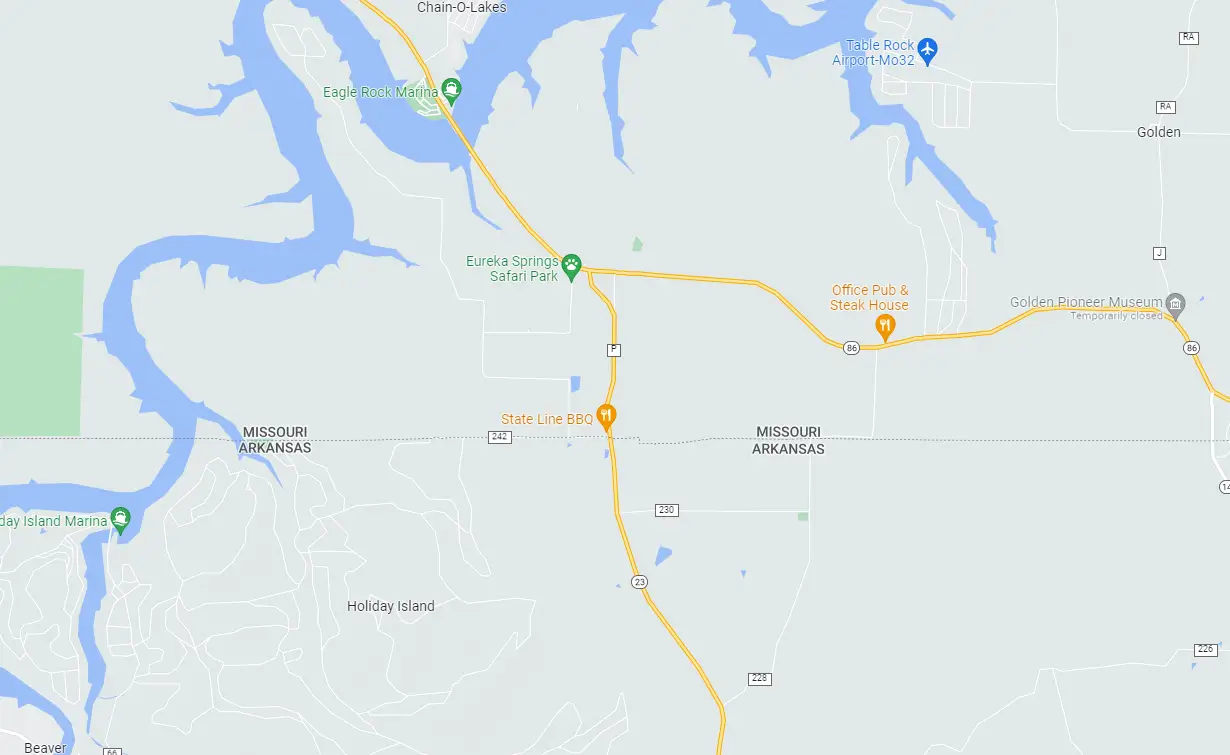 Chain-O-Lakes
RA
Table Rock
Airport-Mo32
Eagle Rock Marina
RA
Golden
J
Eureka Springs
Safari Park
Office Pub &
Steak House
Golden Pioneer Museum
Temporarily closed
P
86
86
State Line BBQ
242
MISSOURI
ARKANSAS
MISSOURI
ARKANSAS
14
230
day Island Marina
23
Holiday Island
226
228
Beaver
66